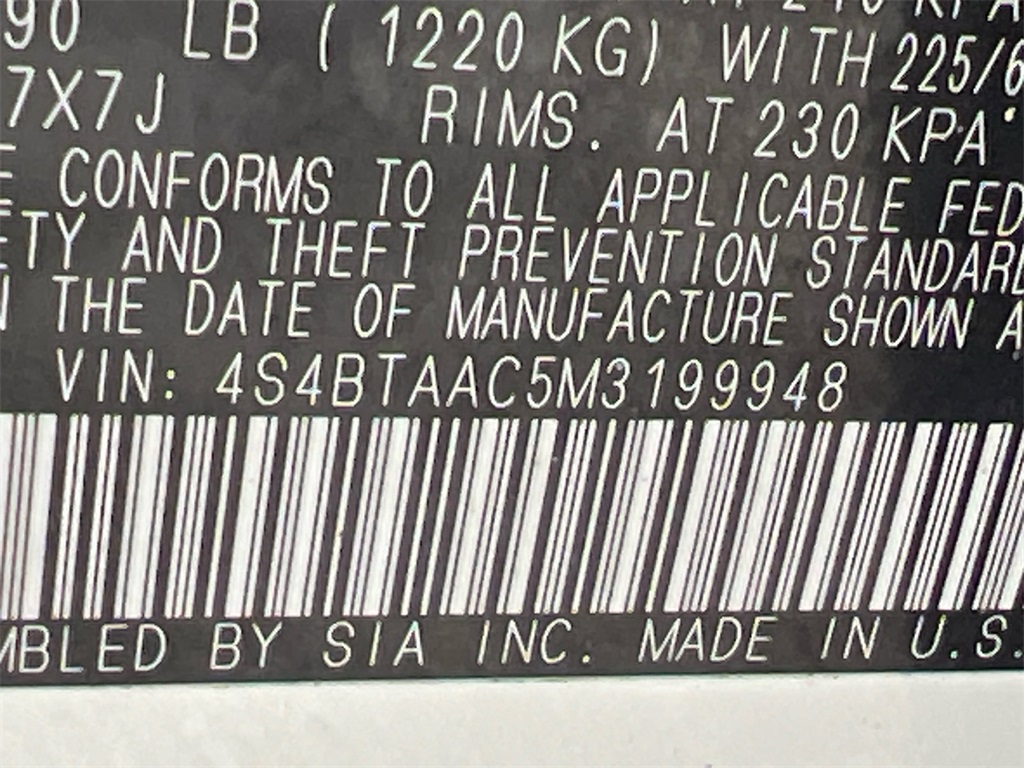 90 LB ( 1220 KG) WITH 225/6
7X7J RIMS. AT 230 KPA
CONFORMS TO ALL APPLICABLE FED
ETY AND THEFT PREVENTION STANDAR
N THE DATE OF MANUFACTURE SHOWN A
VIN: 4S4BTAAC5M3199948
MBLED BY SIA INC. MADE IN U.S.